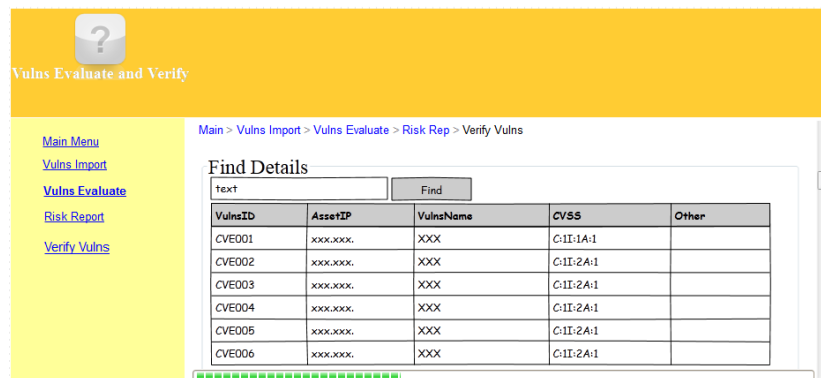 ?
Vulns Evaluate and Verify
Main > Vulns Import > Vulns Evaluate > Risk Rep > Verify Vulns
Main Menu
Vulns Import
Vulns Evaluate
Risk Report
Verify Vulns
Find Details
text Find
VulnsID AssetIP VulnsName CVSS Other
CVE001 xxx.xxx. XXX C:1I:1A:1
CVE002 xxx.xxx. XXX C:1I:2A:1
CVE003 xxx.xxx. XXX C:1I:2A:1
CVE004 xxx.xxx. XXX C:1I:2A:1
CVE005 xxx.xxx. XXX C:1I:2A:1
CVE006 xxx.xxx. XXX C:1I:2A:1